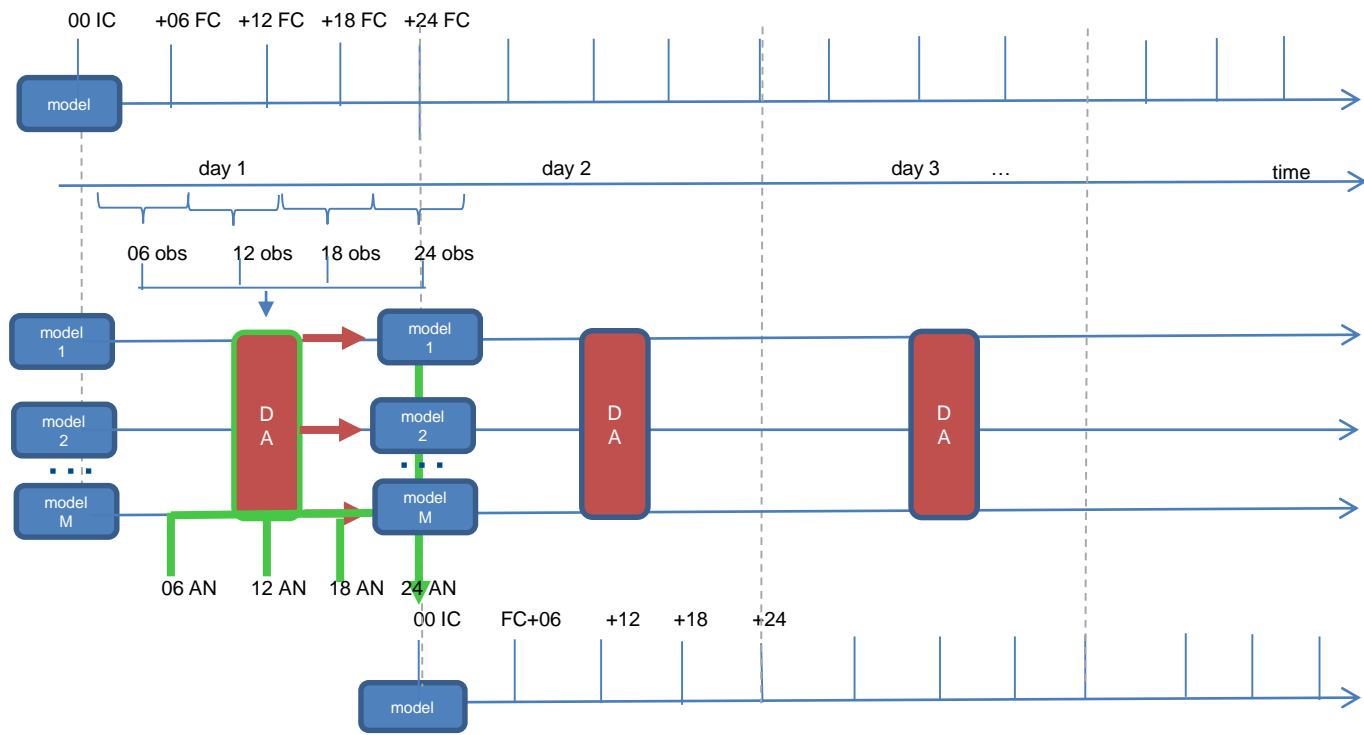 00 IC +06 FC +12 FC +18 FC +24 FC
model
day 1 day 2 day 3 … time
06 obs 12 obs 18 obs 24 obs
model
1
model
1
model
2
model
2
D
A
D
A
D
A
...
...
model
M
model
M
06 AN 12 AN 18 AN 24 AN
00 IC FC+06 +12 +18 +24
model